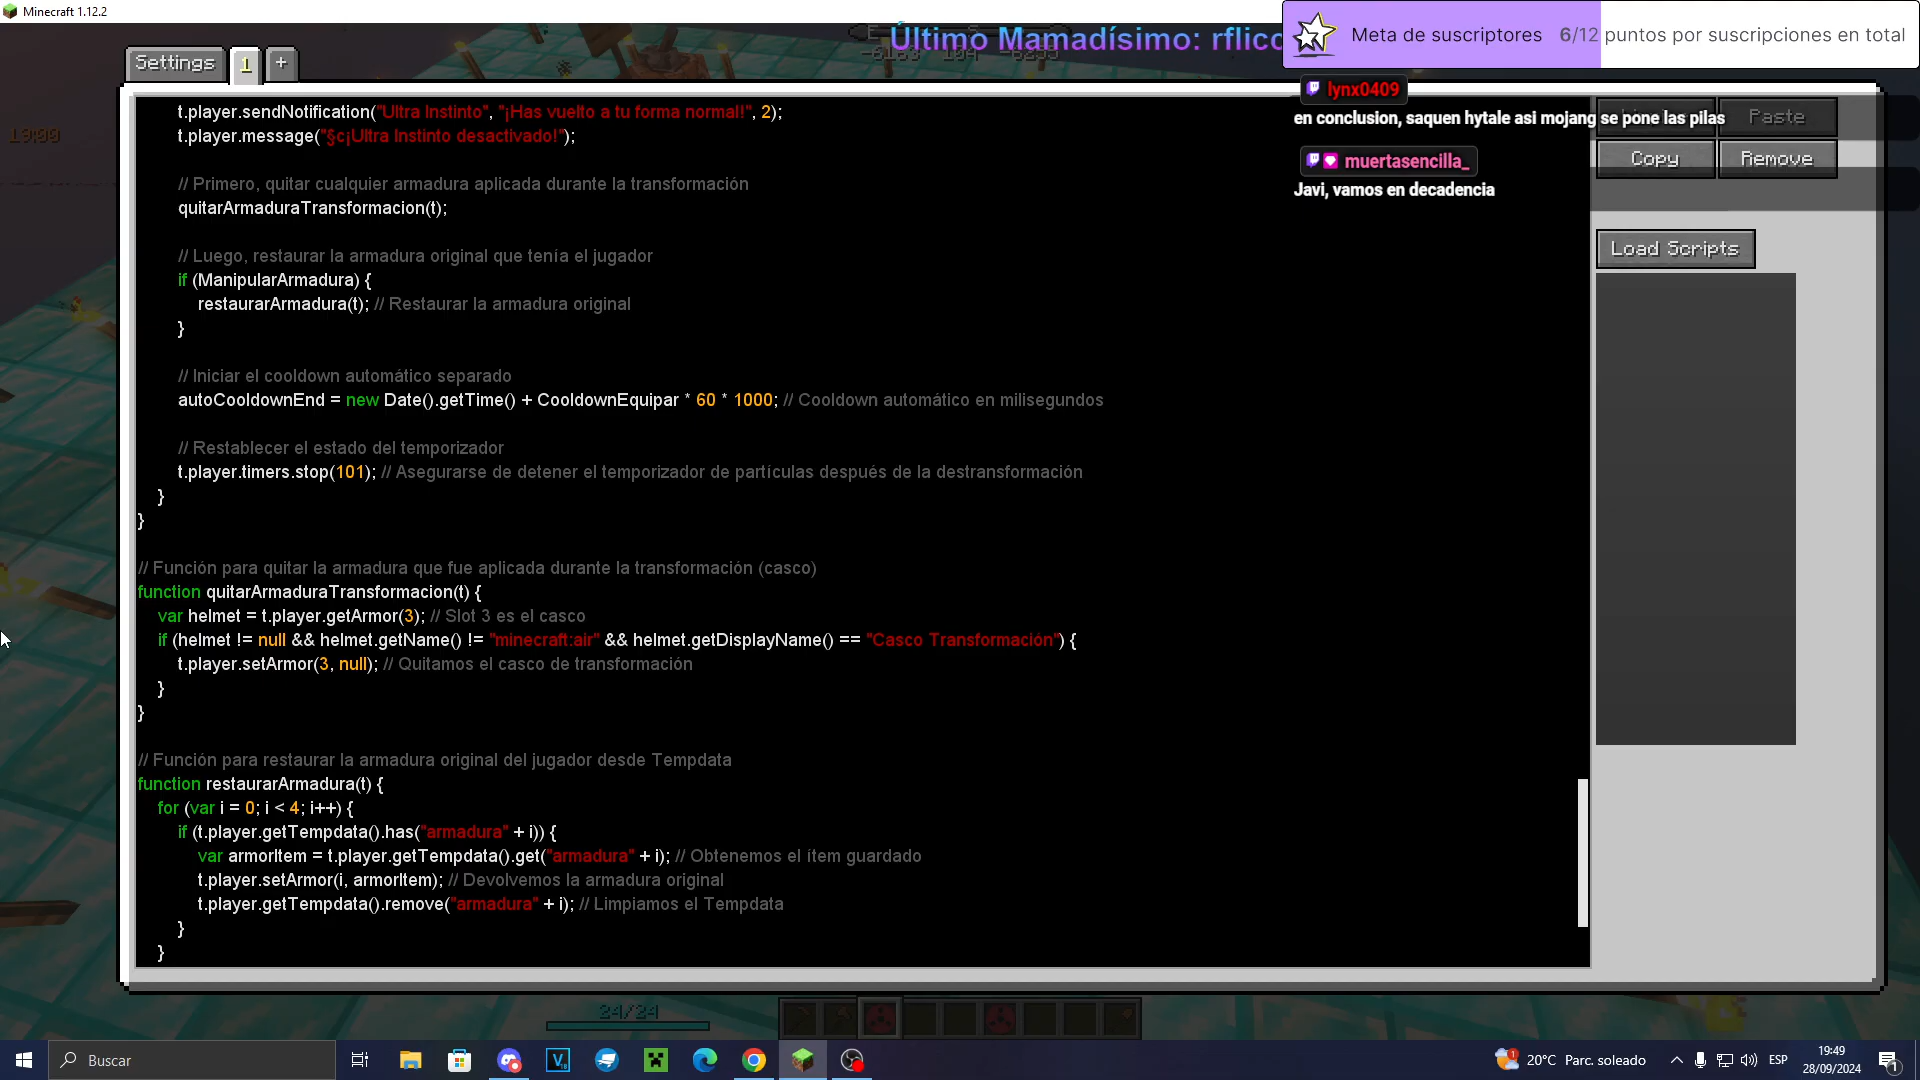 Minecraft 1.12.2
Último Mamadísimo: rflicc
Meta de suscriptores 6/12 puntos por suscripciones en total
Settings 1 +
lynx0409
en conclusion, saquen hytale asi mojang se pone las pilas
muertasencilla_
Javi, vamos en decadencia
Paste
Copy
Remove
Load Scripts
t.player.sendNotification("Ultra Instinto", "¡Has vuelto a tu forma normal!", 2);
t.player.message("§c¡Ultra Instinto desactivado!");
// Primero, quitar cualquier armadura aplicada durante la transformación
quitarArmaduraTransformacion(t);
// Luego, restaurar la armadura original que tenía el jugador
if (ManipularArmadura) {
restaurarArmadura(t); // Restaurar la armadura original
}
// Iniciar el cooldown automático separado
autoCooldownEnd = new Date().getTime() + CooldownEquipar * 60 * 1000; // Cooldown automático en milisegundos
// Restablecer el estado del temporizador
t.player.timers.stop(101); // Asegurarse de detener el temporizador de partículas después de la destransformación
}
}
// Función para quitar la armadura que fue aplicada durante la transformación (casco)
function quitarArmaduraTransformacion(t) {
var helmet = t.player.getArmor(3); // Slot 3 es el casco
if (helmet != null && helmet.getName() != "minecraft:air" && helmet.getDisplayName() == "Casco Transformación") {
t.player.setArmor(3, null); // Quitamos el casco de transformación
}
}
// Función para restaurar la armadura original del jugador desde Tempdata
function restaurarArmadura(t) {
for (var i = 0; i < 4; i++) {
if (t.player.getTempdata().has("armadura" + i)) {
var armorItem = t.player.getTempdata().get("armadura" + i); // Obtenemos el ítem guardado
t.player.setArmor(i, armorItem); // Devolvemos la armadura original
t.player.getTempdata().remove("armadura" + i); // Limpiamos el Tempdata
}
}
24/24
Buscar
20°C Parc. soleado
ESP
19:49
28/09/2024